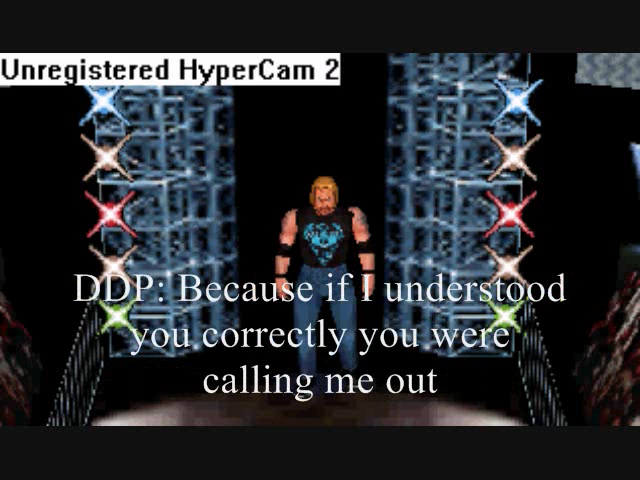 Unregistered HyperCam 2
DDP: Because if I understood
you correctly you were
calling me out